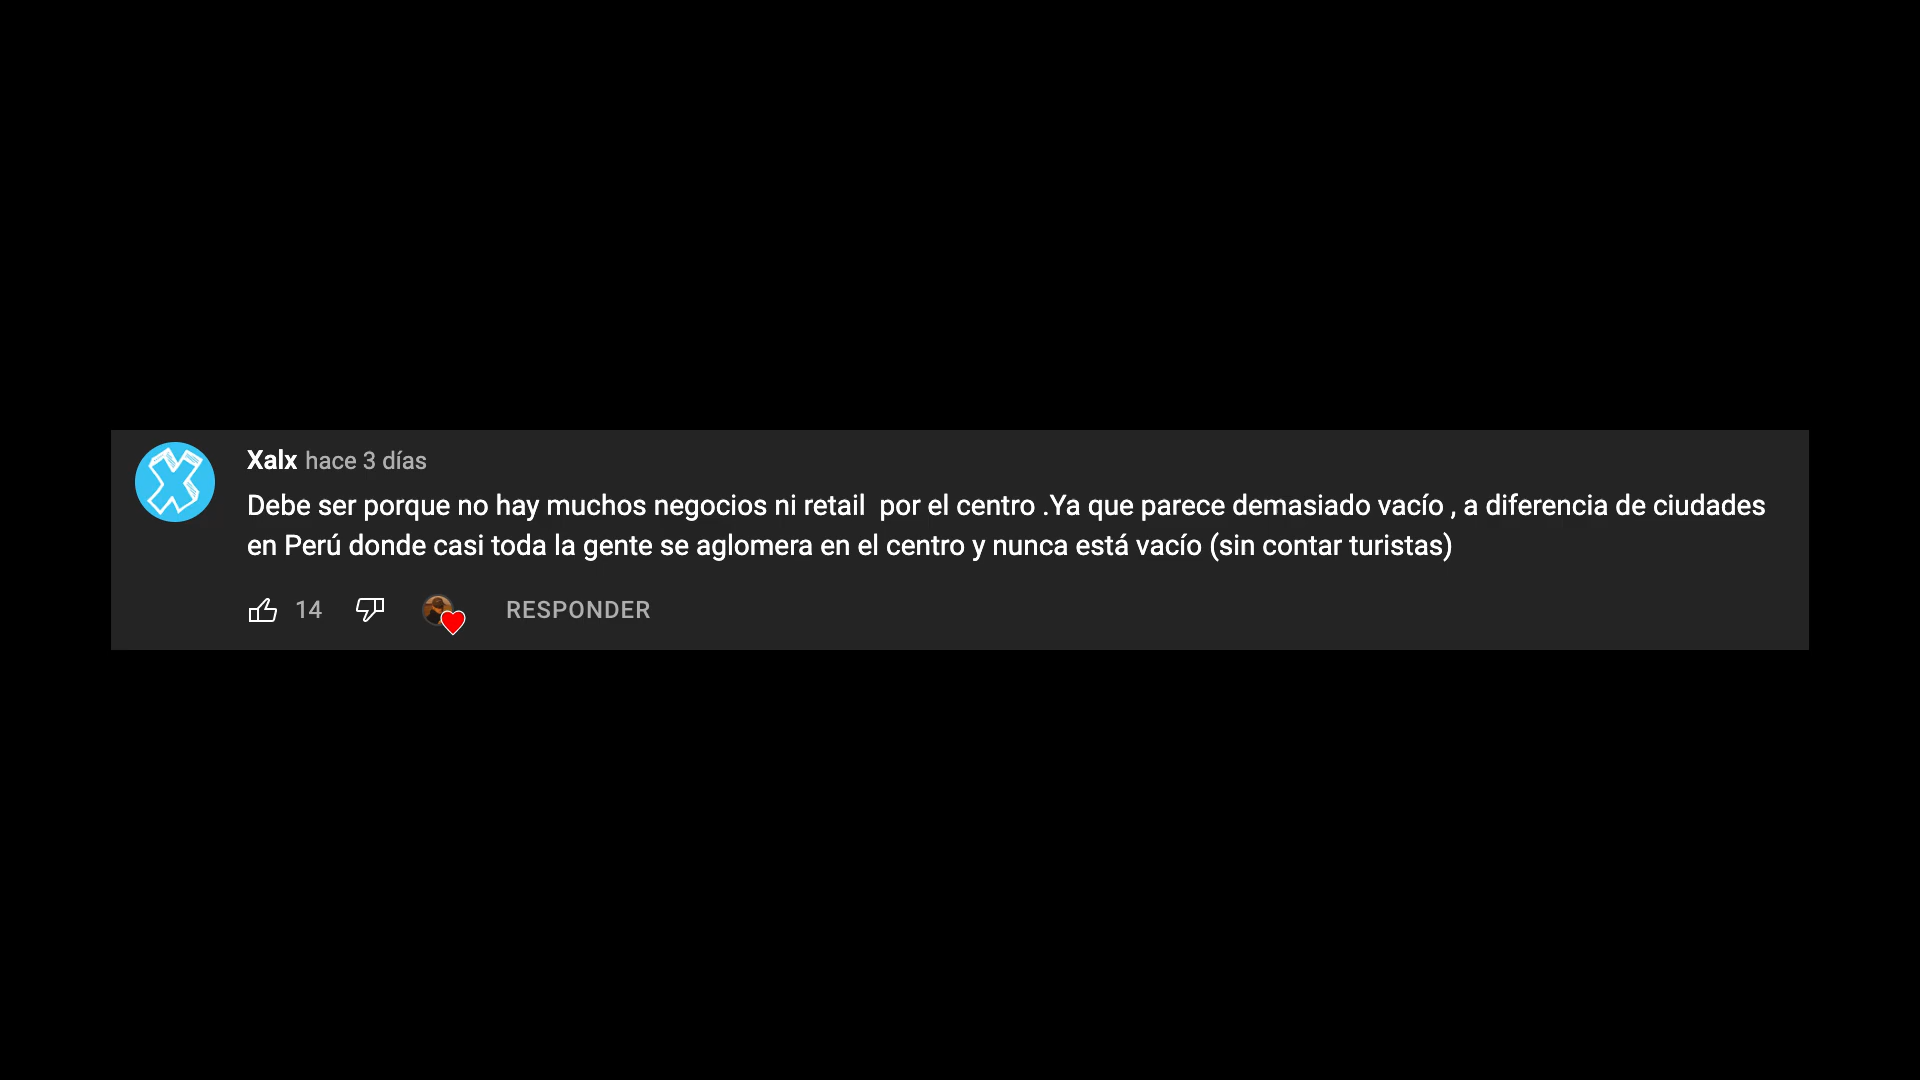 Xalx hace 3 días
Debe ser porque no hay muchos negocios ni retail  por el centro .Ya que parece demasiado vacío , a diferencia de ciudades
en Perú donde casi toda la gente se aglomera en el centro y nunca está vacío (sin contar turistas)
14 RESPONDER